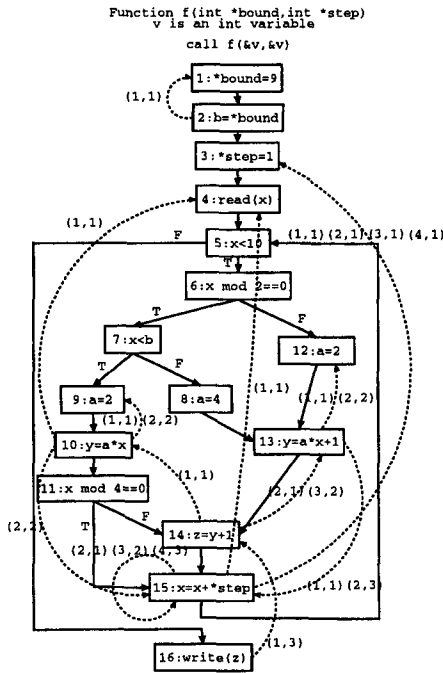 Function f(int *bound,int *step)
v is an int variable
call f(&v,&v)
1:*bound=9
(1,1)
2:b=*bound
3:*step=1
4:read(x)
(1,1)
F
(1,1)(2,1)(3,1)(4,1)
5:x<10
T
6:x mod 2==0
T
F
7:x<b
12:a=2
T
F
9:a=2
8:a=4
(1,1)
(1,1)(2,2)
(1,1)(2,2)
10:y=a*x
13:y=a*x+1
(1,1)
11:x mod 4==0
(2,1)(3,2)
(2,2)
T
F
14:z=y+1
(2,1)(3,2)(4,3)
15:x=x+*step
(1,1)(2,3)
(1,3)
16:write(z)